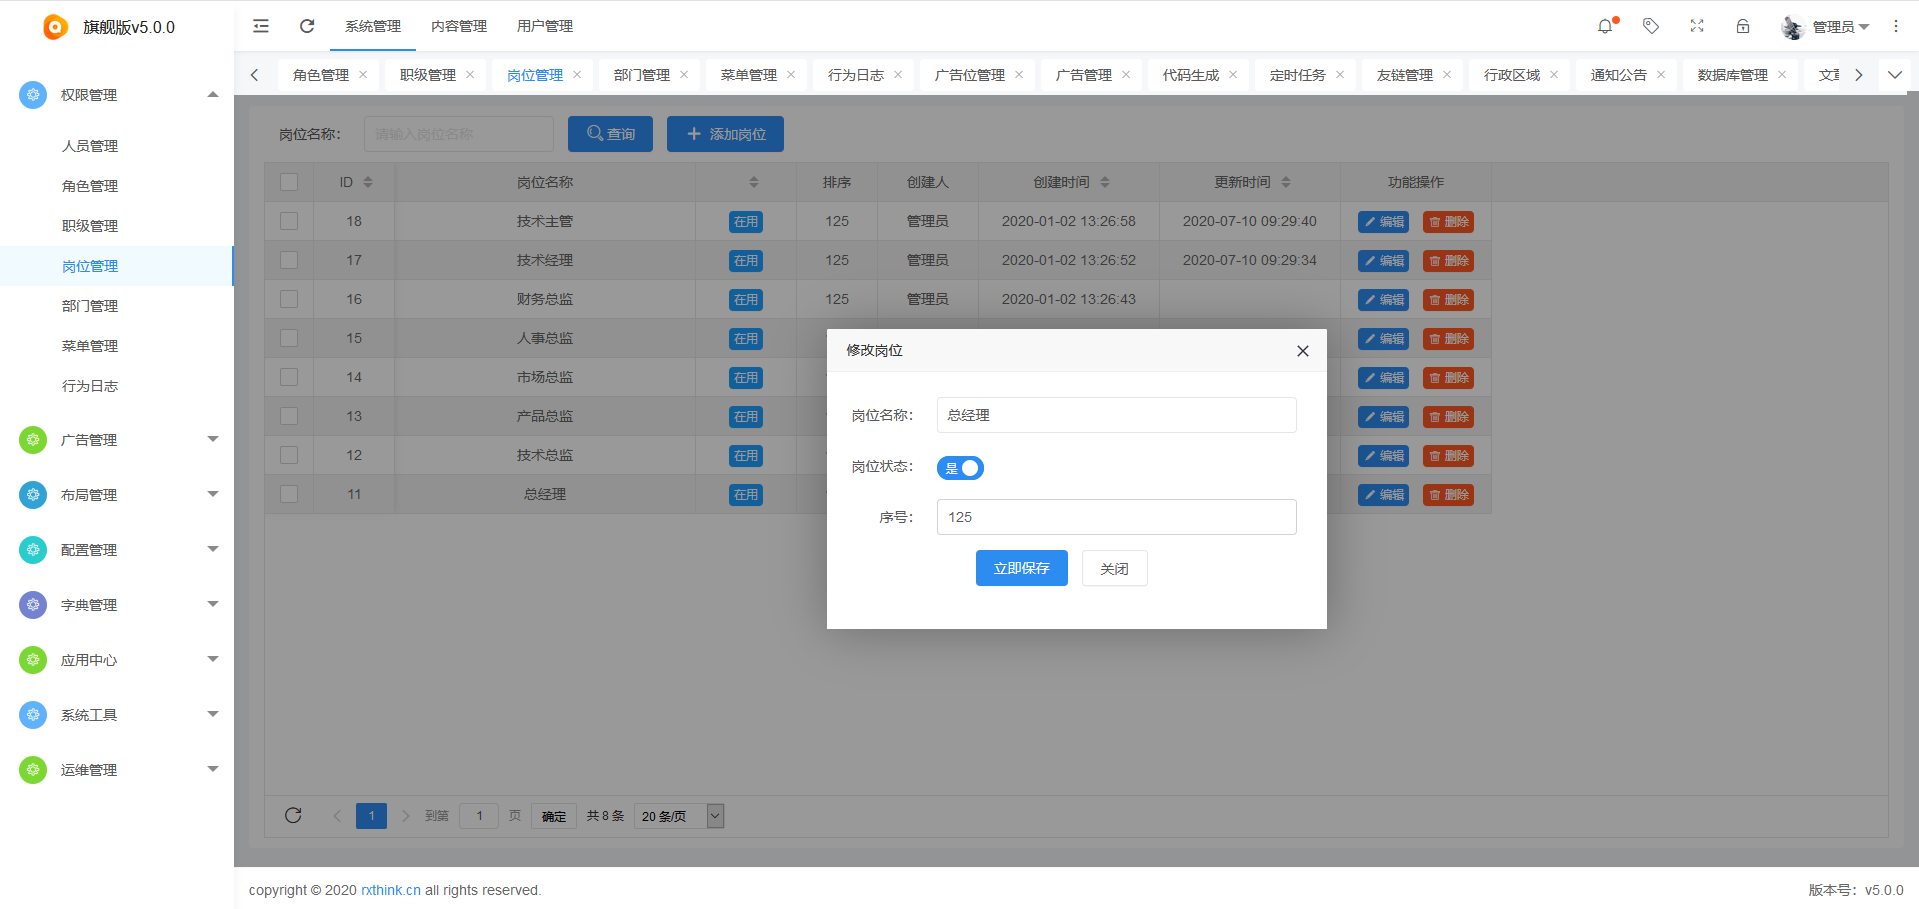 旗舰版v5.0.0
系统管理 内容管理 用户管理 管理员
角色管理 职级管理 岗位管理 部门管理 菜单管理 行为日志 广告位管理 广告管理 代码生成 定时任务 友链管理 行政区域 通知公告 数据库管理
权限管理
人员管理
角色管理
职级管理
岗位管理
部门管理
菜单管理
行为日志
广告管理
布局管理
配置管理
字典管理
应用中心
系统工具
运维管理
岗位名称： 请输入岗位名称 查询 添加岗位
ID 岗位名称 排序 创建人 创建时间 更新时间 功能操作
18 技术主管 在用 125 管理员 2020-01-02 13:26:58 2020-07-10 09:29:40 编辑 删除
17 技术经理 在用 125 管理员 2020-01-02 13:26:52 2020-07-10 09:29:34 编辑 删除
16 财务总监 在用 125 管理员 2020-01-02 13:26:43 编辑 删除
15 人事总监 在用 编辑 删除
14 市场总监 在用 编辑 删除
13 产品总监 在用 编辑 删除
12 技术总监 在用 编辑 删除
11 总经理 在用 编辑 删除
修改岗位
岗位名称： 总经理
岗位状态： 是
序号： 125
立即保存 关闭
1 到第 1 页 确定 共 8 条 20 条/页
copyright © 2020 rxthink.cn all rights reserved.
版本号：v5.0.0